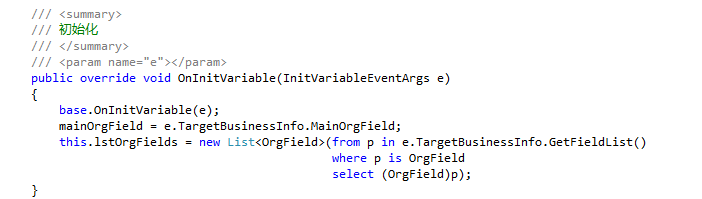 /// <summary>
/// 初始化
/// </summary>
/// <param name="e"></param>
public override void OnInitVariable(InitVariableEventArgs e)
{
    base.OnInitVariable(e);
    mainOrgField = e.TargetBusinessInfo.MainOrgField;
    this.lstOrgFields = new List<OrgField>(from p in e.TargetBusinessInfo.GetFieldList()
                                           where p is OrgField
                                           select (OrgField)p);
}